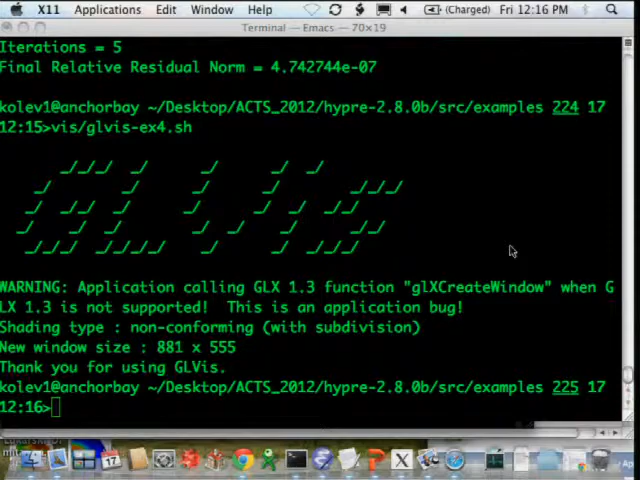 X11 Applications Edit Window Help (Charged) Fri 12:16 PM
Terminal — Emacs — 70×19
Iterations = 5
Final Relative Residual Norm = 4.742744e-07
kolev1@anchorbay ~/Desktop/ACTS_2012/hypre-2.8.0b/src/examples 224 17
12:15>vis/glvis-ex4.sh
_/_/_/ _/ _/ _/ _/
_/ _/ _/ _/ _/_/_/
_/ _/_/ _/ _/ _/ _/ _/_/
_/ _/ _/ _/ _/ _/ _/_/
_/_/_/ _/_/_/_/ _/ _/ _/_/_/
WARNING: Application calling GLX 1.3 function "glXCreateWindow" when G
LX 1.3 is not supported! This is an application bug!
Shading type : non-conforming (with subdivision)
New window size : 881 x 555
Thank you for using GLVis.
kolev1@anchorbay ~/Desktop/ACTS_2012/hypre-2.8.0b/src/examples 225 17
12:16>
17